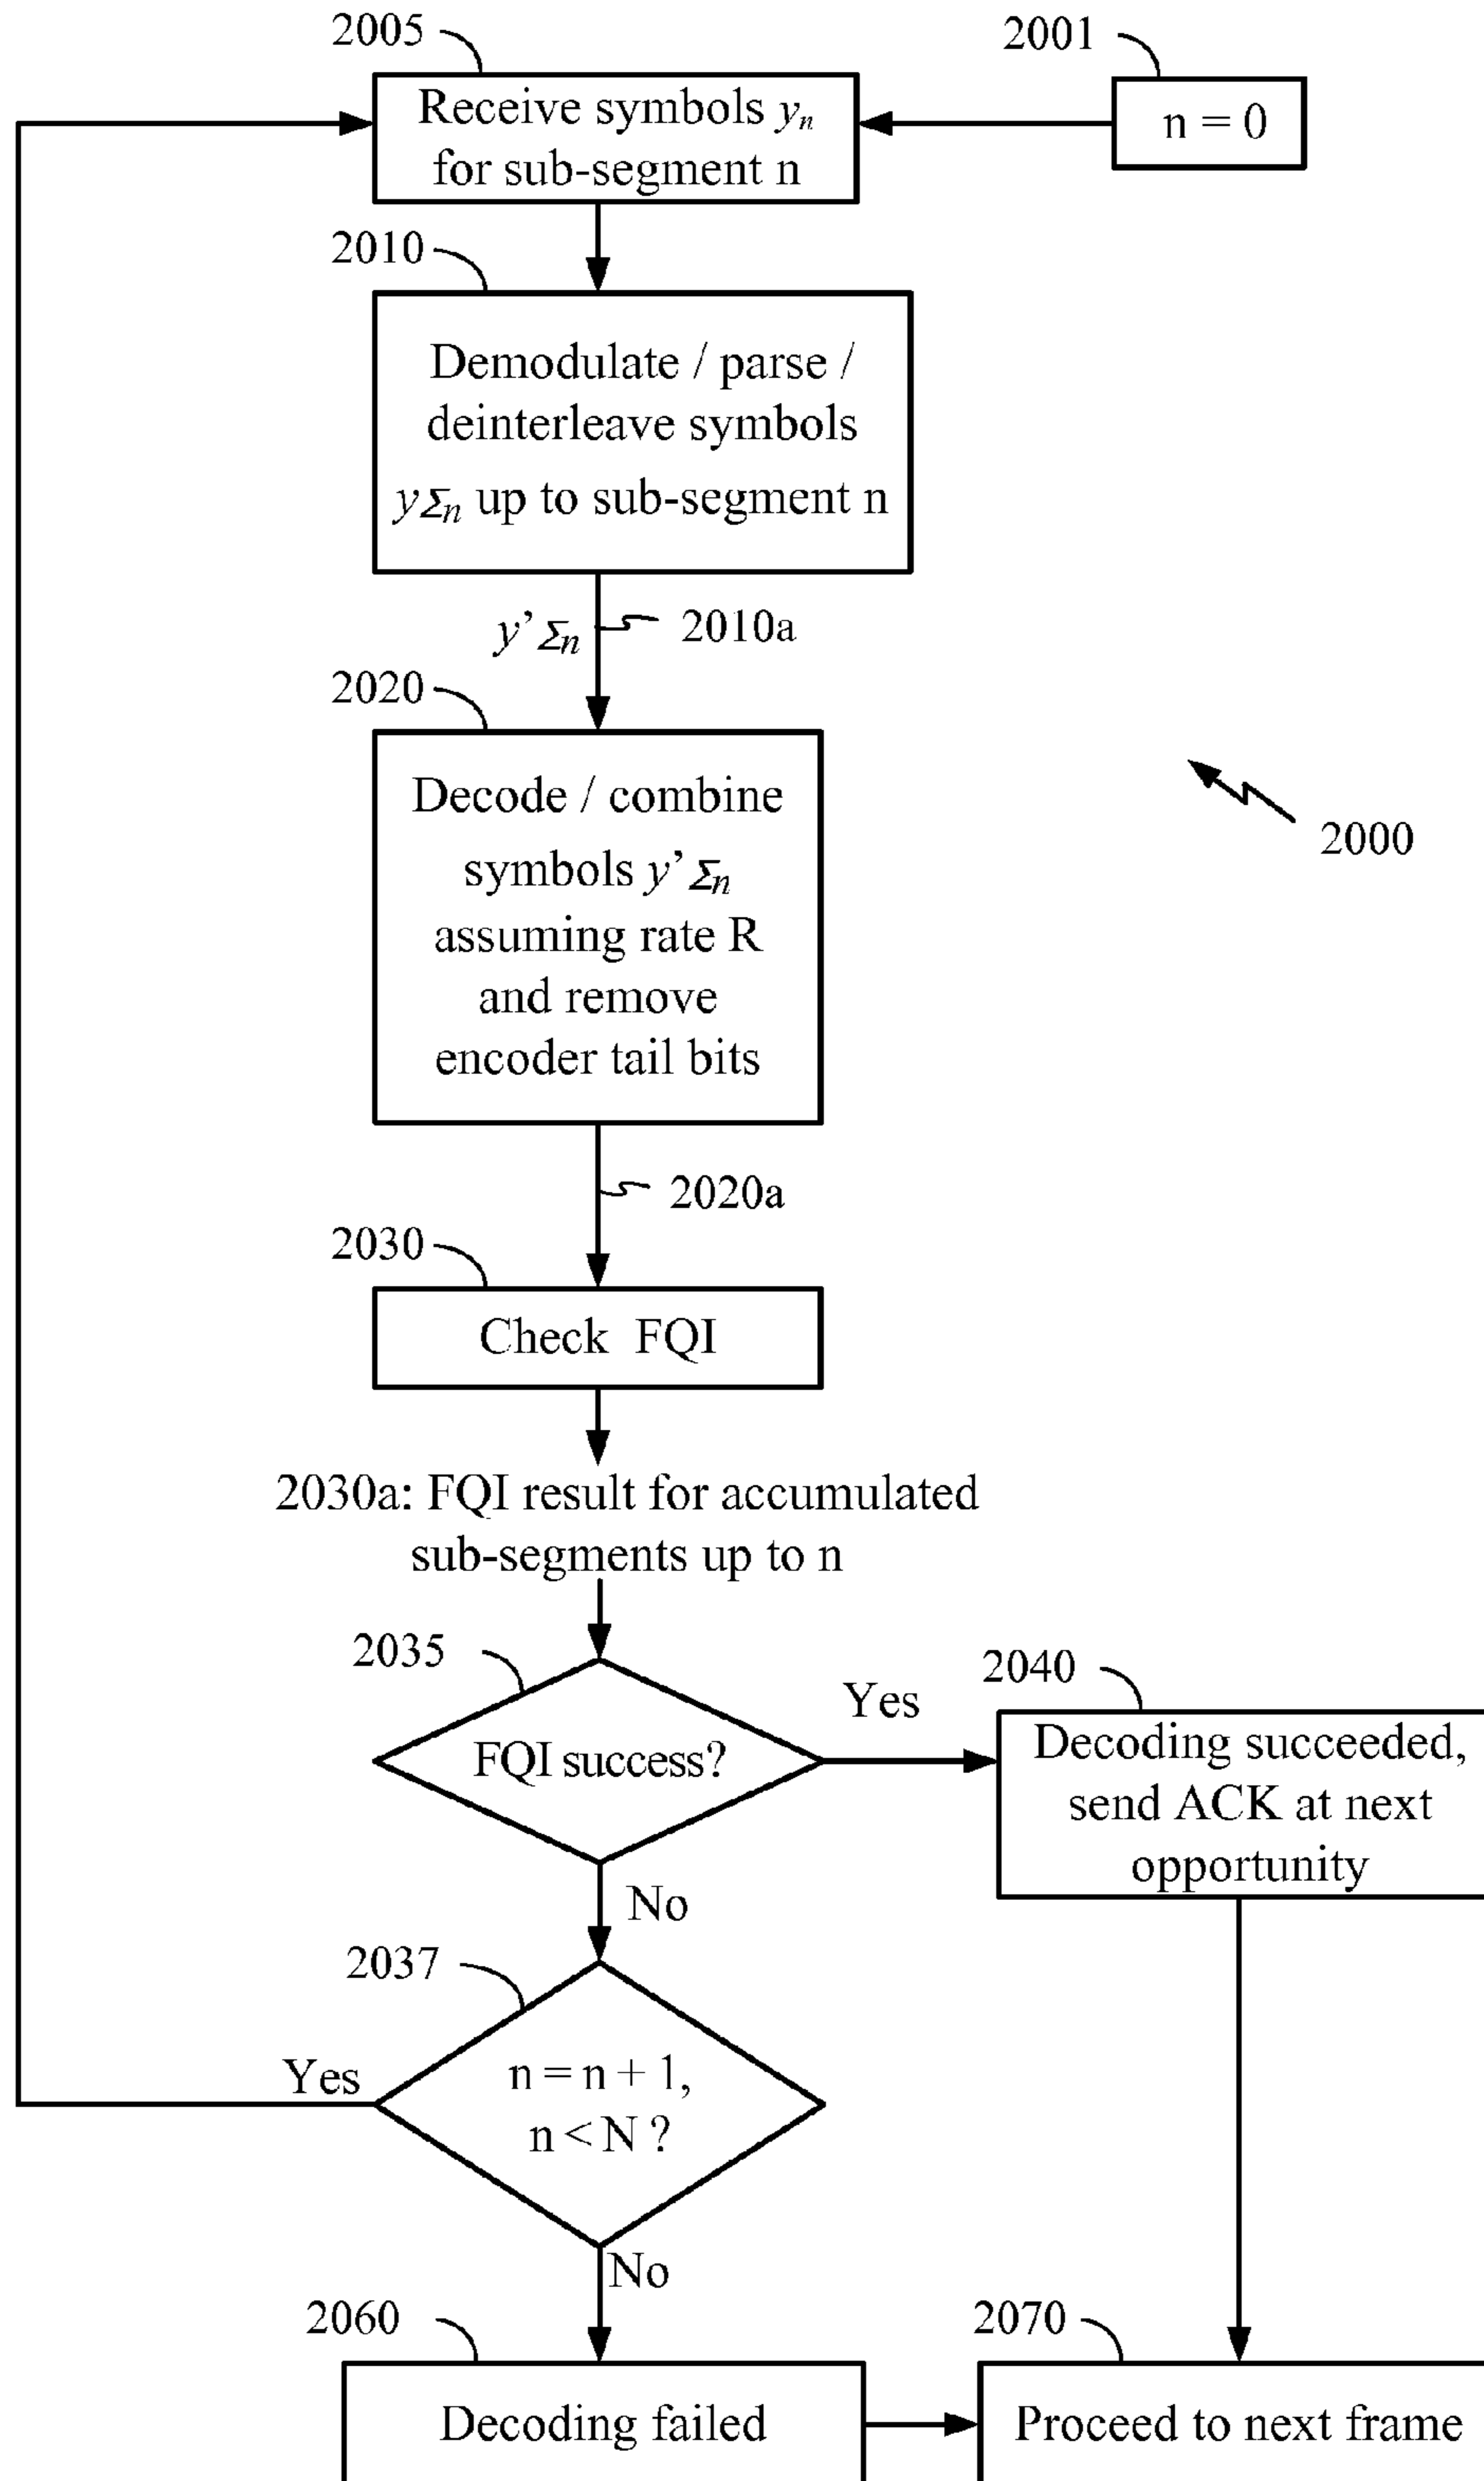 2005
2001
Receive symbols yₙ
for sub-segment n
n = 0
2010
Demodulate / parse /
deinterleave symbols
yΣₙ up to sub-segment n
y’Σₙ
2010a
2020
Decode / combine
symbols y’Σₙ
assuming rate R
and remove
encoder tail bits
2000
2020a
2030
Check FQI
2030a: FQI result for accumulated
sub-segments up to n
2035
FQI success?
Yes
2040
Decoding succeeded,
send ACK at next
opportunity
No
2037
n = n + 1,
n < N ?
Yes
No
2060
Decoding failed
2070
Proceed to next frame